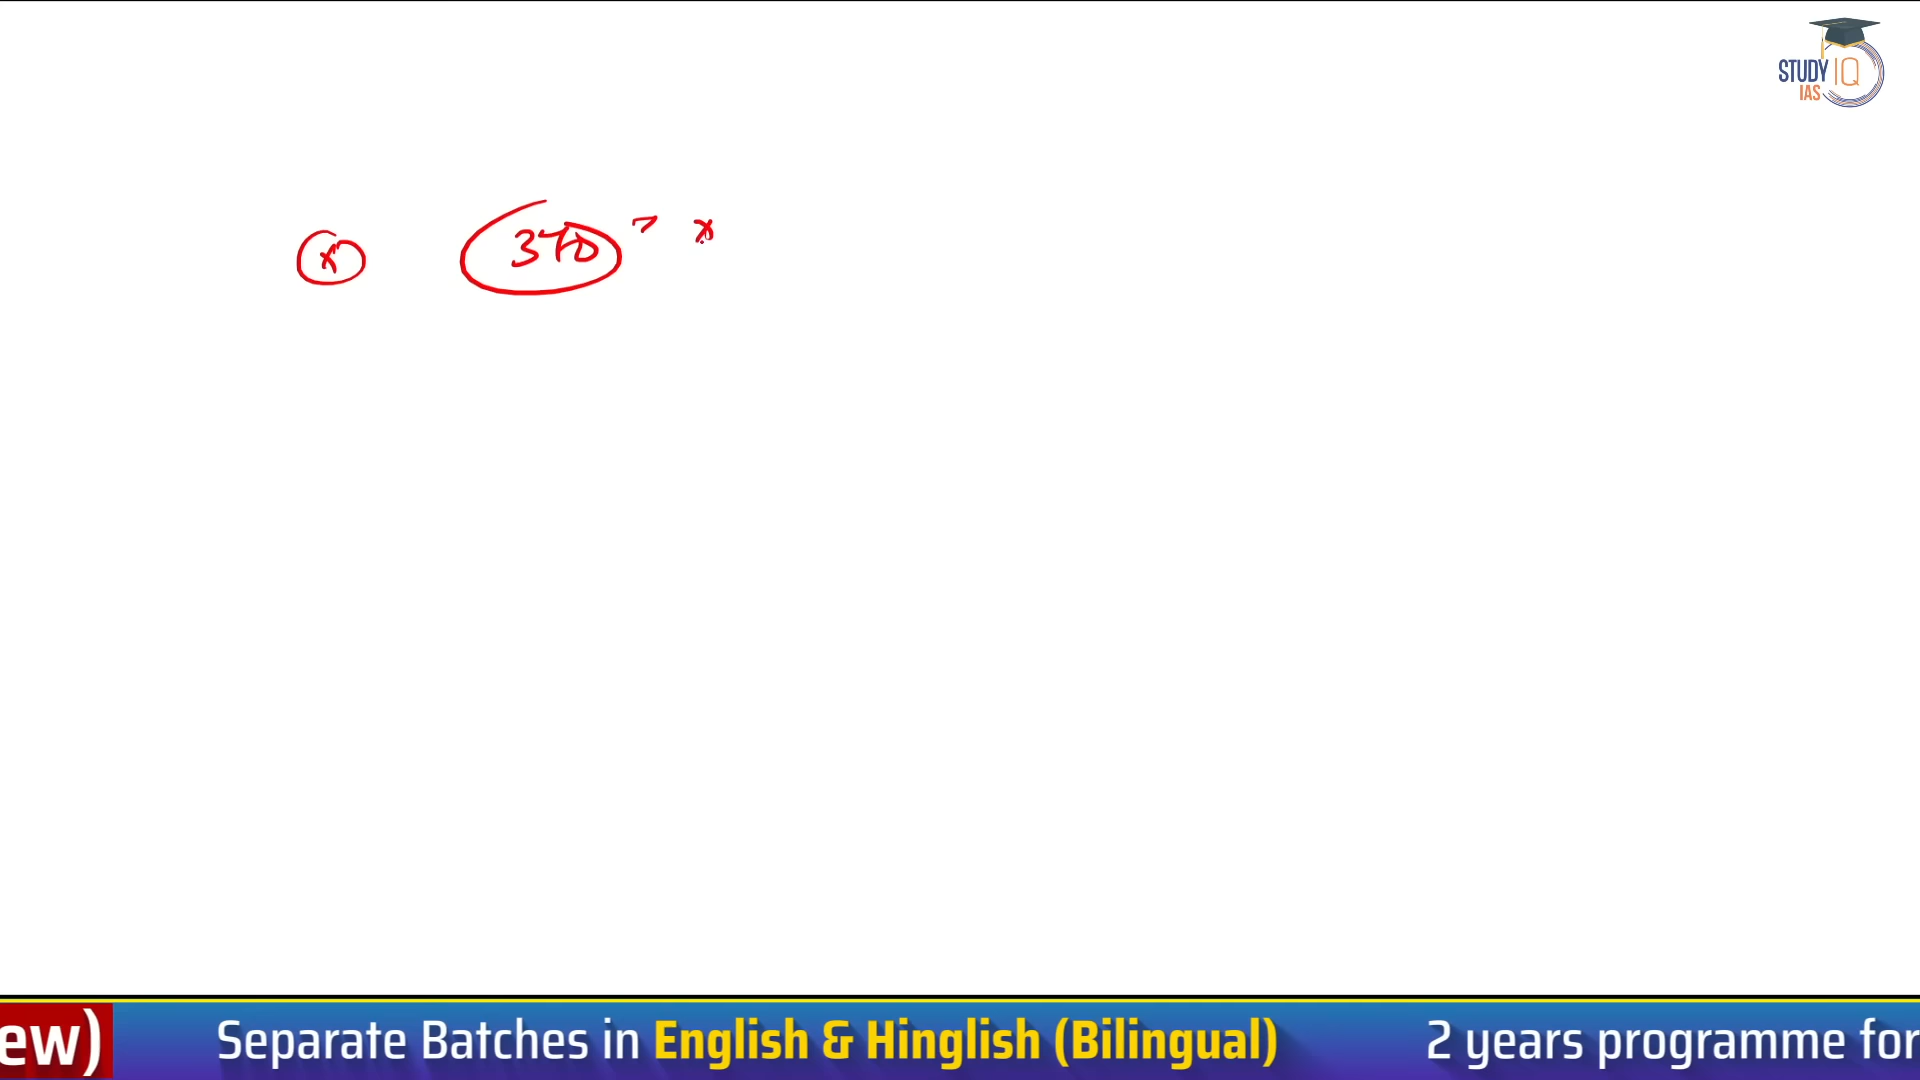 STUDY IQ
IAS
x 370 > x
ew) Separate Batches in English & Hinglish (Bilingual) 2 years programme for